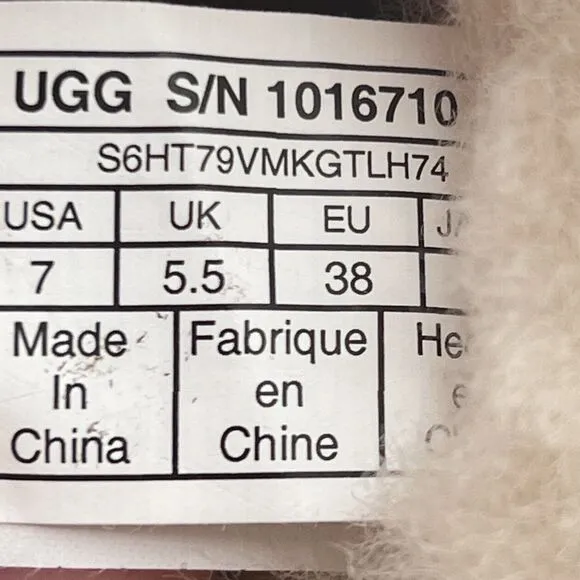 UGG S/N 1016710
S6HT79VMKGTLH74
USA UK EU
7 5.5 38
Made Fabrique
In en
China Chine